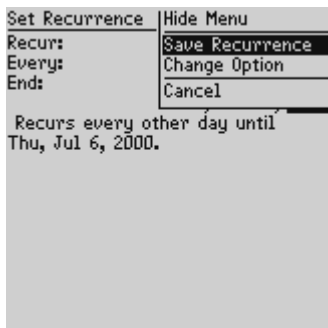 Set Recurrence
Recur:
Every:
End:
Hide Menu
Save Recurrence
Change Option
Cancel
Recurs every other day until
Thu, Jul 6, 2000.